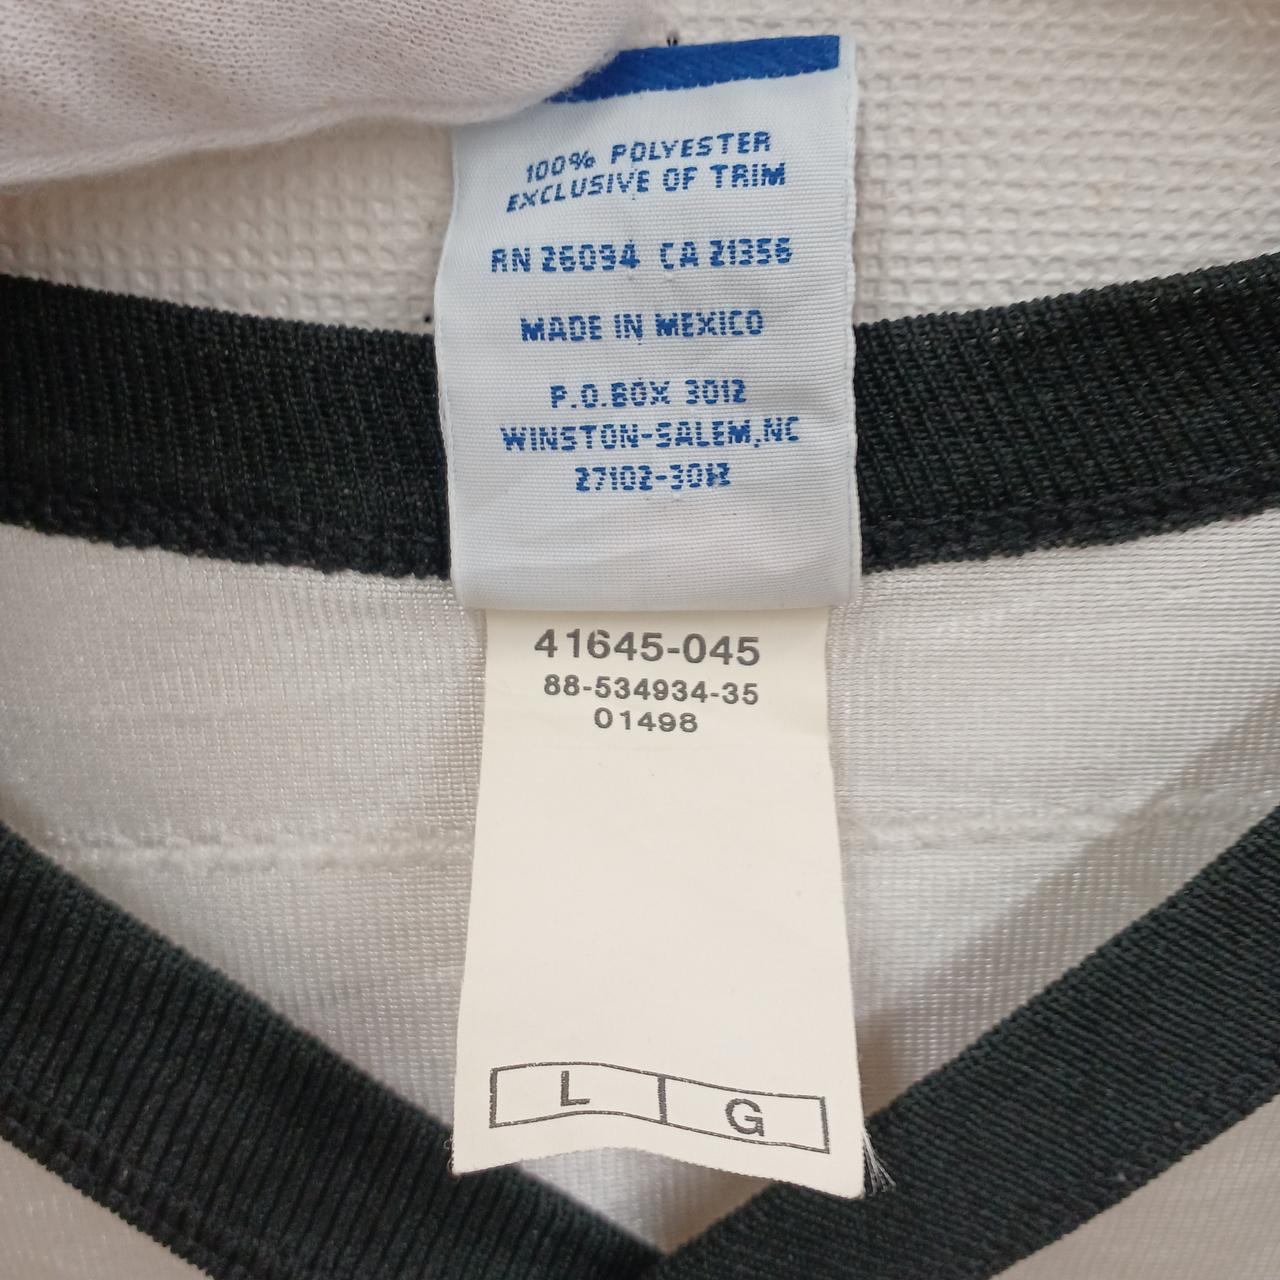 100% POLYESTER
EXCLUSIVE OF TRIM
RN 26094 CA 21356
MADE IN MEXICO
P.O.BOX 3012
WINSTON-SALEM,NC
27102-3012
41645-045
88-534934-35
01498
L G